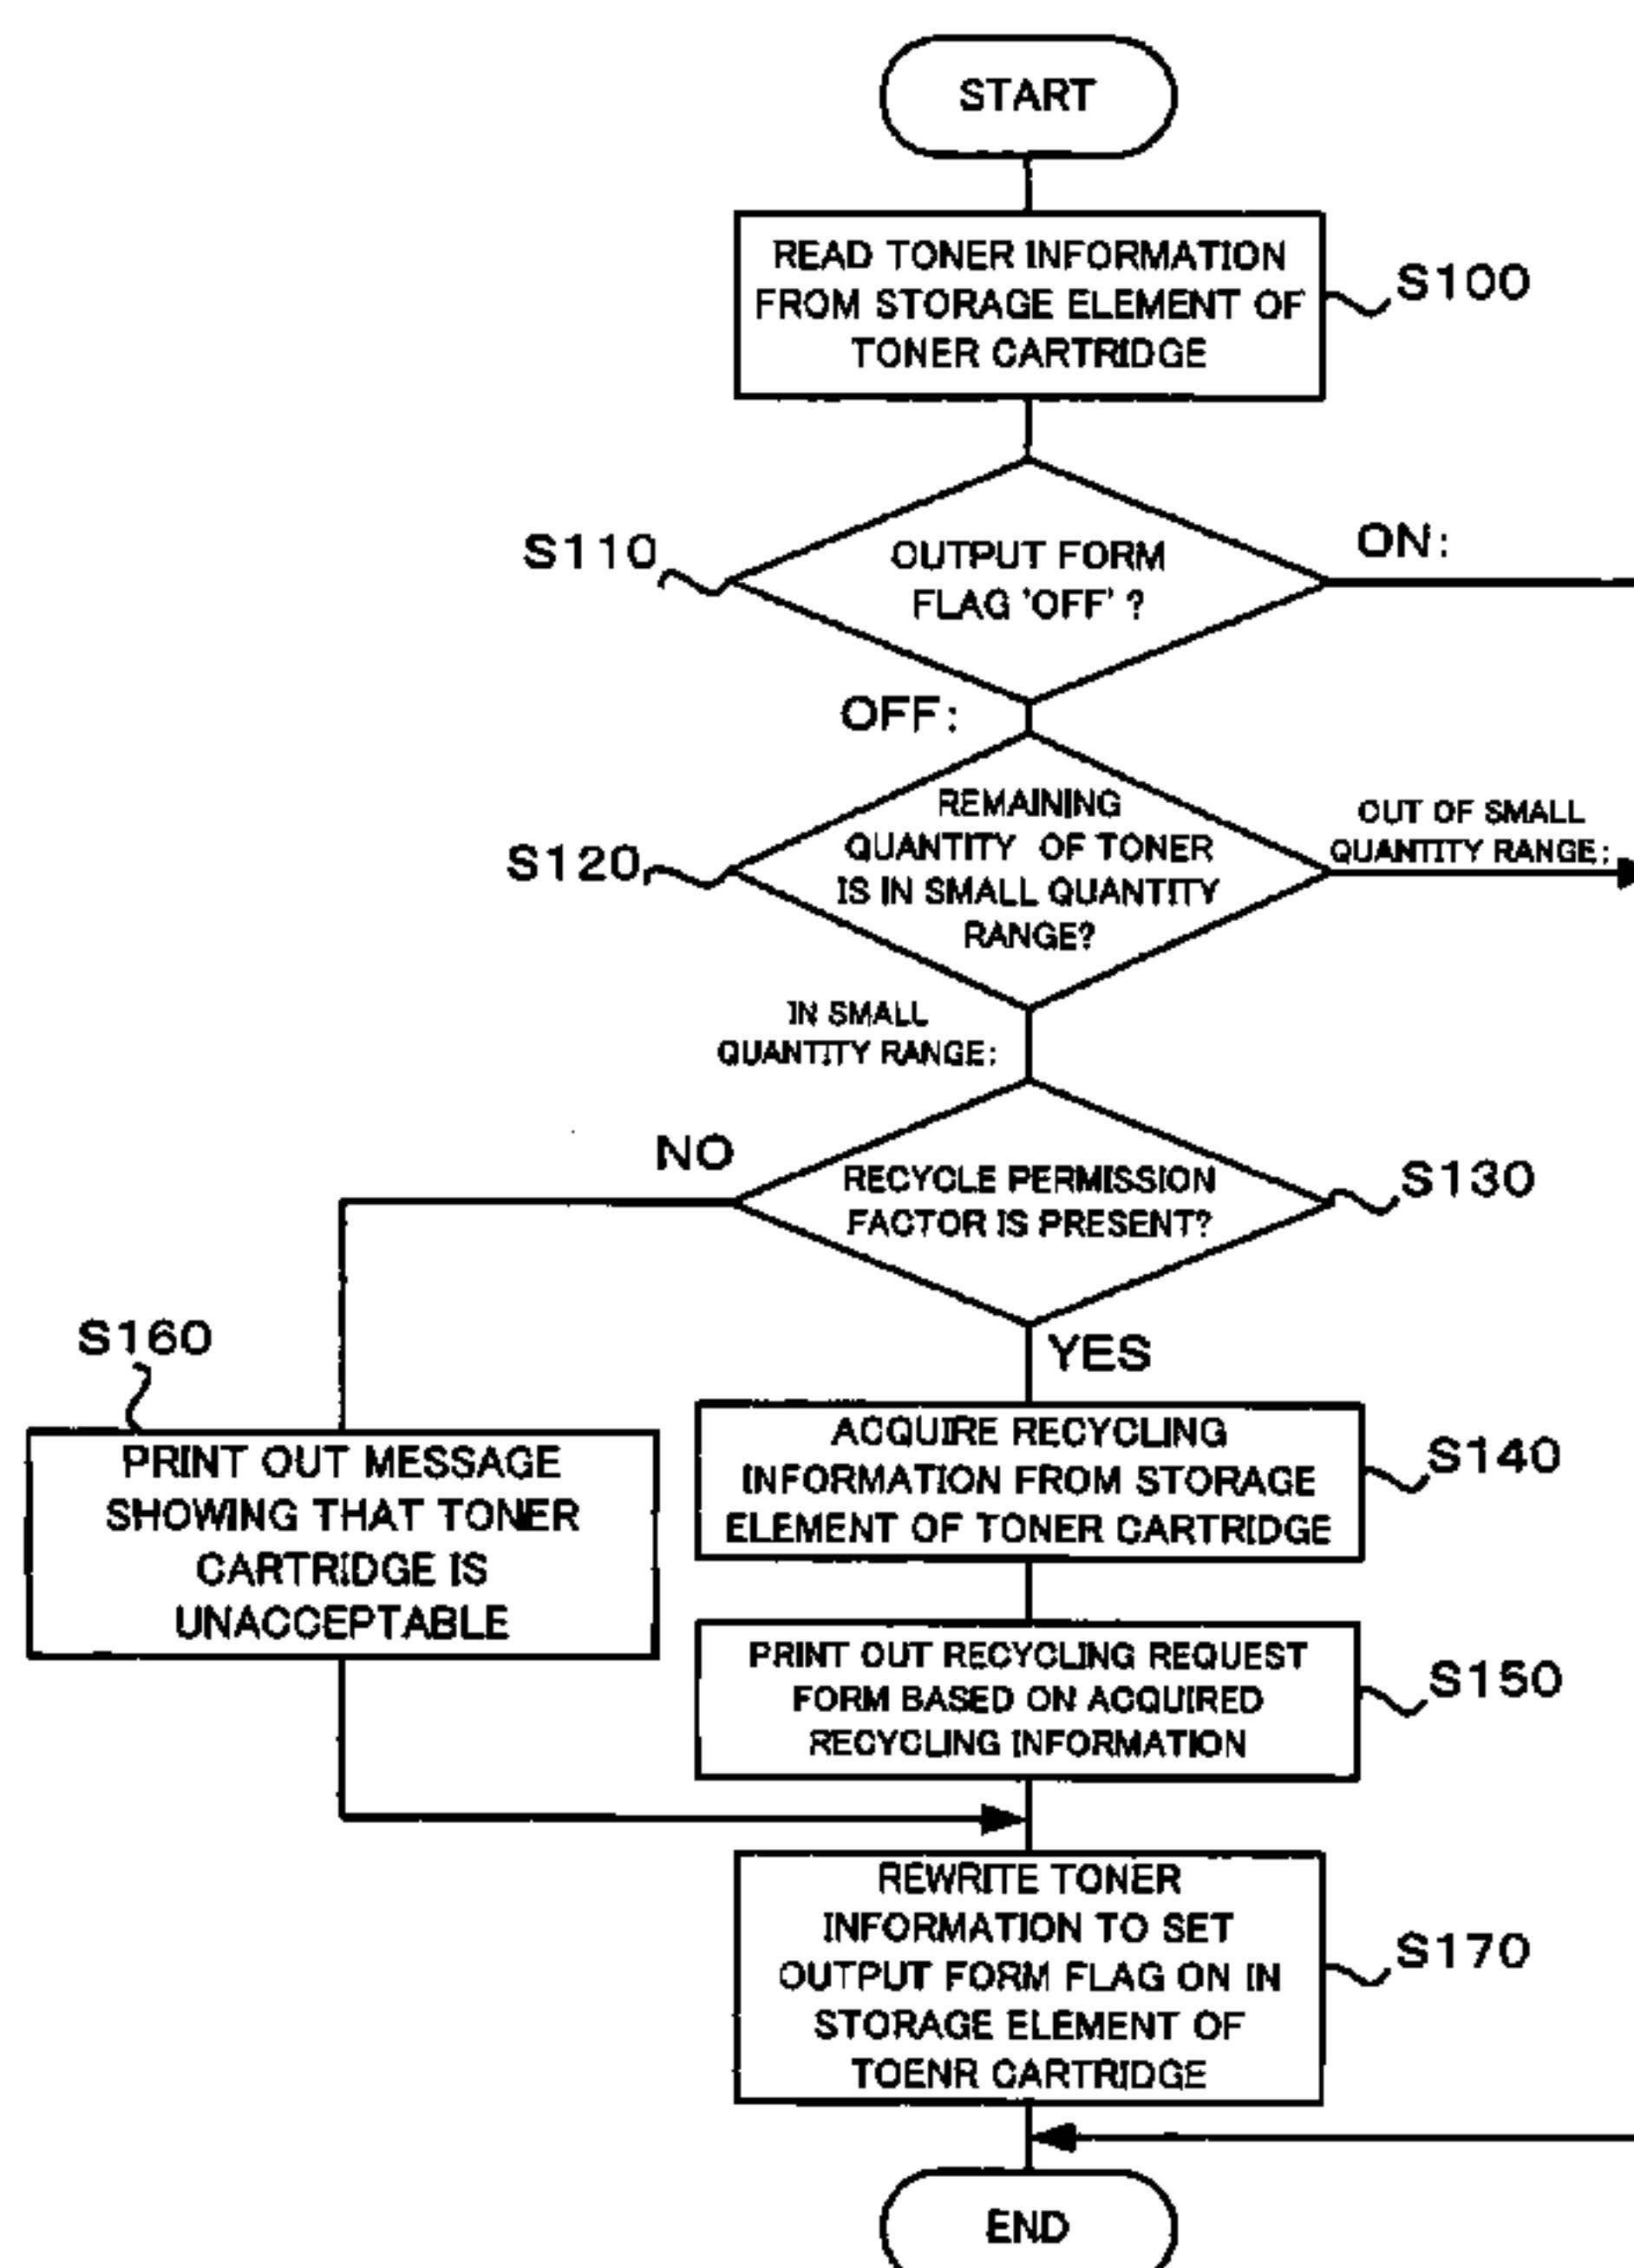 START
READ TONER INFORMATION
FROM STORAGE ELEMENT OF
TONER CARTRIDGE
S100
S110
OUTPUT FORM
FLAG 'OFF' ?
ON:
OFF:
S120
REMAINING
QUANTITY OF TONER
IS IN SMALL QUANTITY
RANGE?
OUT OF SMALL
QUANTITY RANGE:
IN SMALL
QUANTITY RANGE:
NO
RECYCLE PERMISSION
FACTOR IS PRESENT?
S130
YES
S160
PRINT OUT MESSAGE
SHOWING THAT TONER
CARTRIDGE IS
UNACCEPTABLE
ACQUIRE RECYCLING
INFORMATION FROM STORAGE
ELEMENT OF TONER CARTRIDGE
S140
PRINT OUT RECYCLING REQUEST
FORM BASED ON ACQUIRED
RECYCLING INFORMATION
S150
REWRITE TONER
INFORMATION TO SET
OUTPUT FORM FLAG ON IN
STORAGE ELEMENT OF
TOENR CARTRIDGE
S170
END